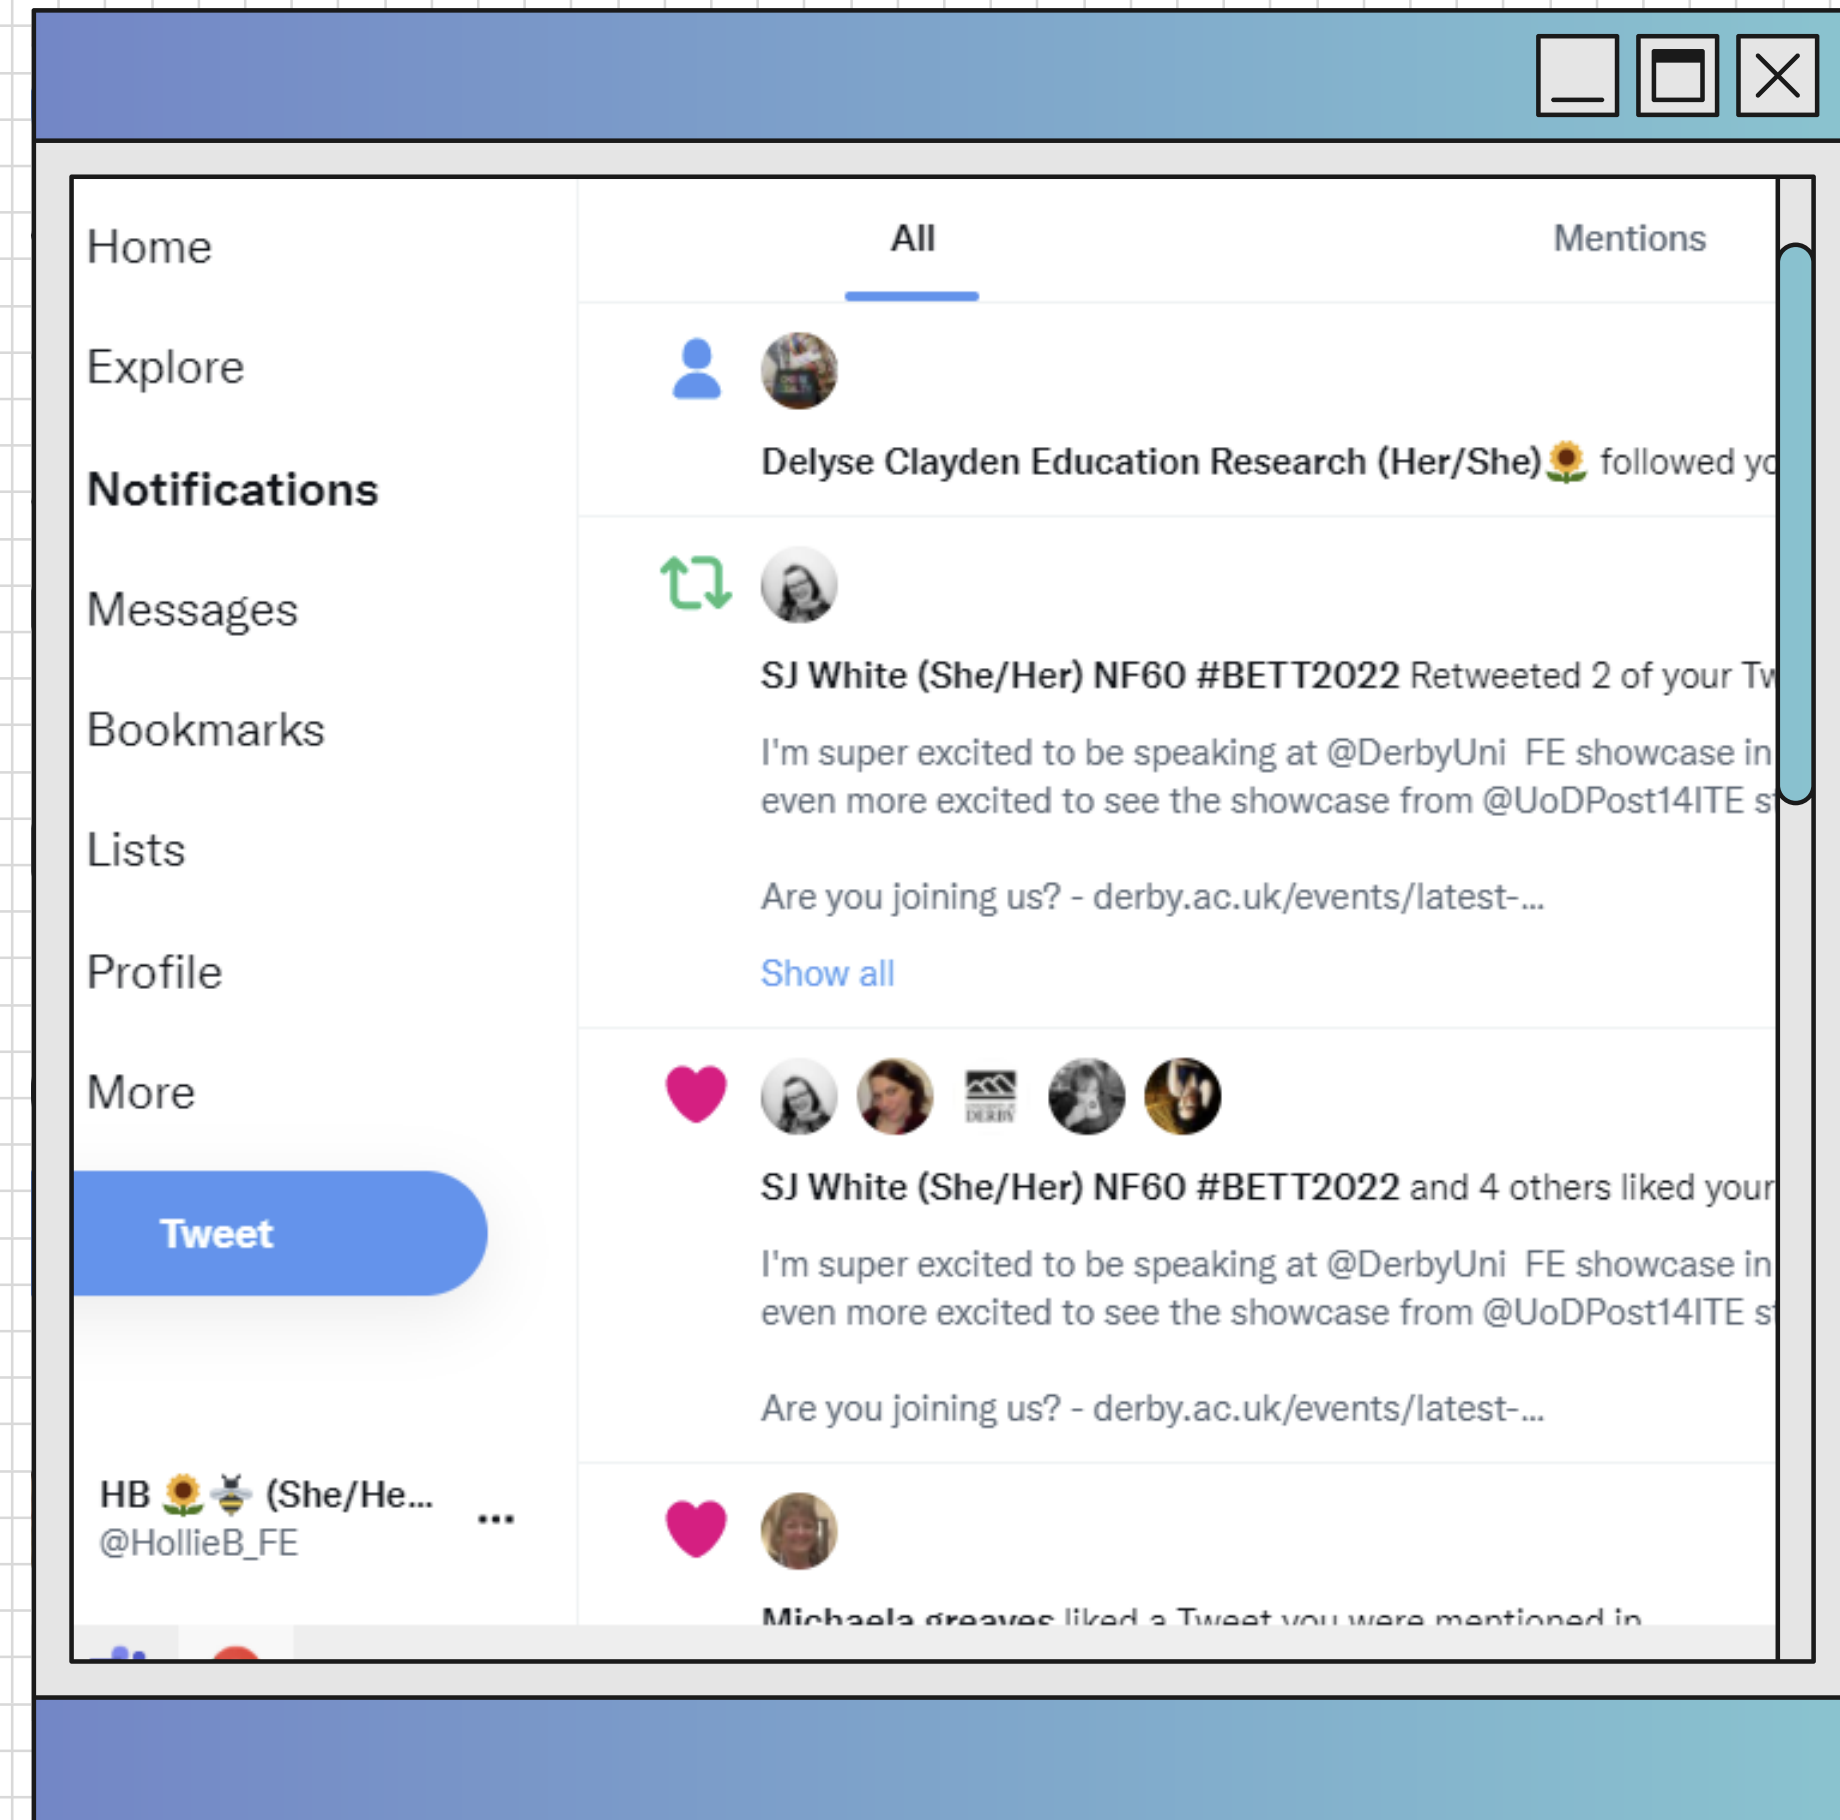 Home
Explore
Notifications
Messages
Bookmarks
Lists
Profile
More
Tweet
HB 🌻🐝 (She/He...
@HollieB_FE
All
Mentions
Delyse Clayden Education Research (Her/She)🌻 followed yo
SJ White (She/Her) NF60 #BETT2022 Retweeted 2 of your Tw
I'm super excited to be speaking at @DerbyUni FE showcase in
even more excited to see the showcase from @UoDPost14ITE st
Are you joining us? - derby.ac.uk/events/latest-...
Show all
DERBY
SJ White (She/Her) NF60 #BETT2022 and 4 others liked your
I'm super excited to be speaking at @DerbyUni FE showcase in
even more excited to see the showcase from @UoDPost14ITE st
Are you joining us? - derby.ac.uk/events/latest-...
Michaela greaves liked a Tweet you were mentioned in